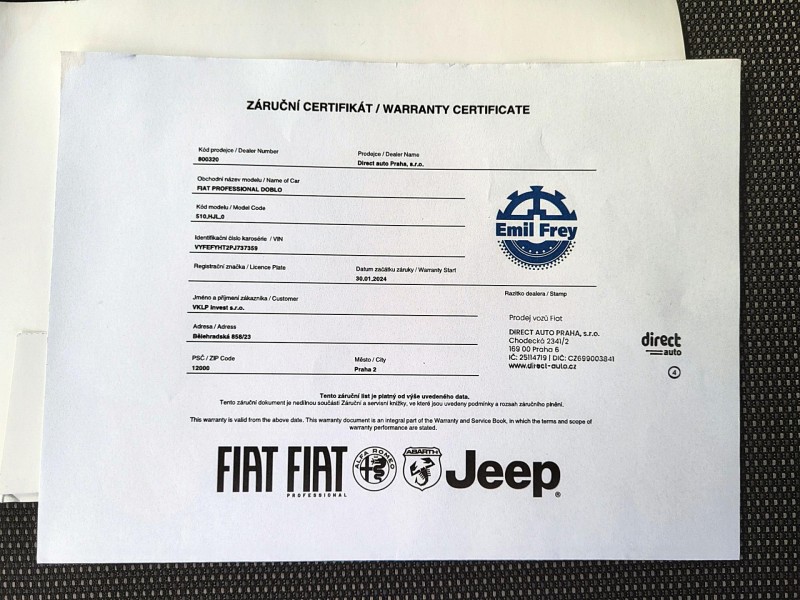 ZÁRUČNÍ CERTIFIKÁT / WARRANTY CERTIFICATE
Kód prodejce / Dealer Number
800320
Prodejce / Dealer Name
Direct auto Praha, s.r.o.
Obchodní název modelu / Name of Car
FIAT PROFESSIONAL DOBLO
Kód modelu / Model Code
510,HJL,0
Identifikační číslo karosérie / VIN
VYFEFYHT2PJ737359
Registrační značka / Licence Plate
Datum začátku záruky / Warranty Start
30.01.2024
Jméno a příjmení zákazníka / Customer
VKLP Invest s.r.o.
Adresa / Adress
Bělehradská 858/23
PSČ / ZIP Code
12000
Město / City
Praha 2
Emil Frey
Razítko dealera / Stamp
Prodej vozů Fiat
DIRECT AUTO PRAHA, s.r.o.
Chodecká 2341/2
169 00 Praha 6
IČ: 25114719 | DIČ: CZ699003841
www.direct-auto.cz
direct
auto
4
Tento záruční list je platný od výše uvedeného data.
Tento záruční dokument je nedílnou součástí Záruční a servisní knížky, ve které jsou uvedeny podmínky a rozsah záručního plnění.
This warranty is valid from the above date. This warranty document is an integral part of the Warranty and Service Book, in which the terms and scope of
warranty performance are stated.
FIAT FIAT
PROFESSIONAL
ALFA ROMEO
ABARTH
Jeep®